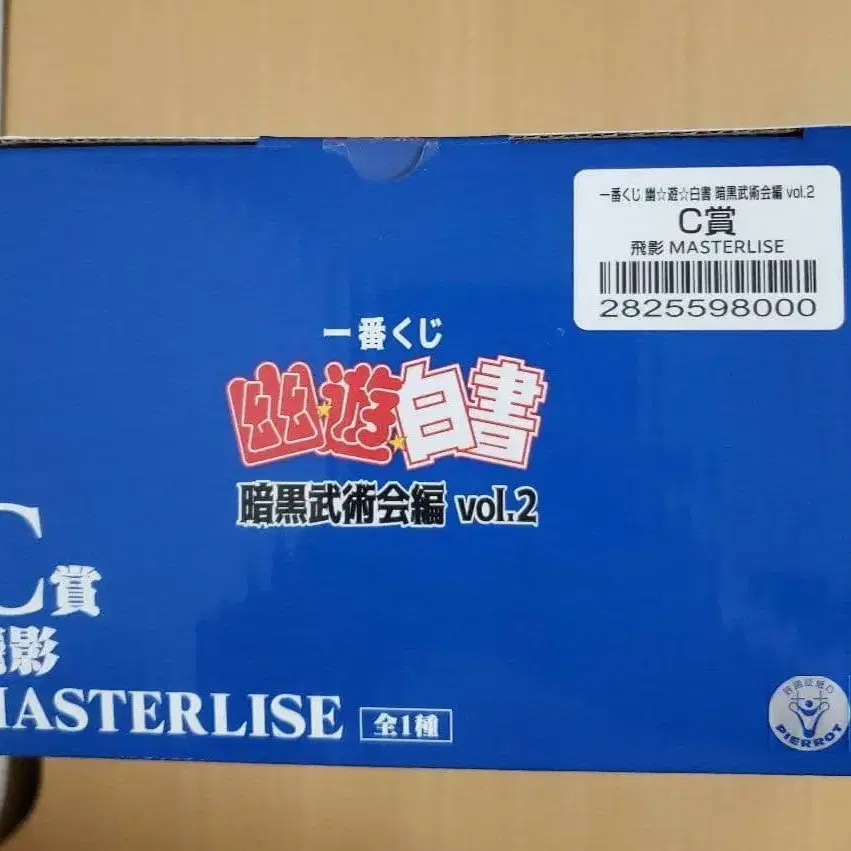 一番くじ 幽☆遊☆白書 暗黒武術会編 vol.2
C賞
飛影 MASTERLISE
2825598000
一番くじ
幽★遊★白書
暗黒武術会編 vol.2
C賞
飛影
MASTERLISE 全1種
PIERROT